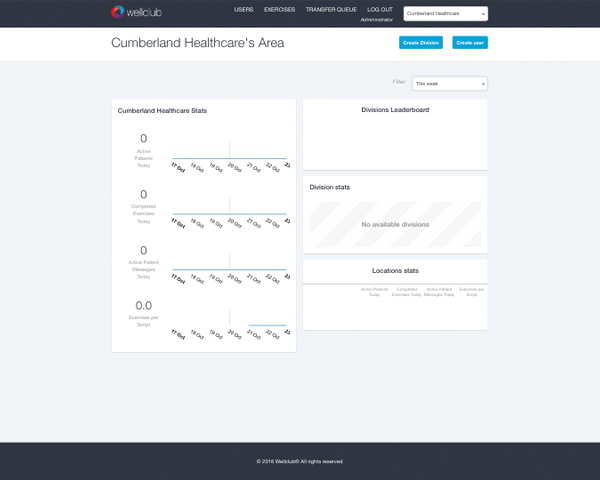 wellclub
USERS EXERCISES TRANSFER QUEUE LOG OUT
Admininstrator
Cumberland Healthcare
Cumberland Healthcare's Area
Create Division
Create user
Filter:
This week
Cumberland Healthcare Stats
0
Active
Patients
Today
17 Oct 18 Oct 19 Oct 20 Oct 21 Oct 22 Oct 23
0
Completed
Exercises
Today
17 Oct 18 Oct 19 Oct 20 Oct 21 Oct 22 Oct 23
0
Active Patient
Messages
Today
17 Oct 18 Oct 19 Oct 20 Oct 21 Oct 22 Oct 23
0.0
Exercises per
Script
17 Oct 18 Oct 19 Oct 20 Oct 21 Oct 22 Oct 23
Divisions Leaderboard
Division stats
No available divisions
Locations stats
Active Patients Completed Active Patient Exercises per
Today Exercises Today Messages Today Script
© 2016 Wellclub® All rights reserved